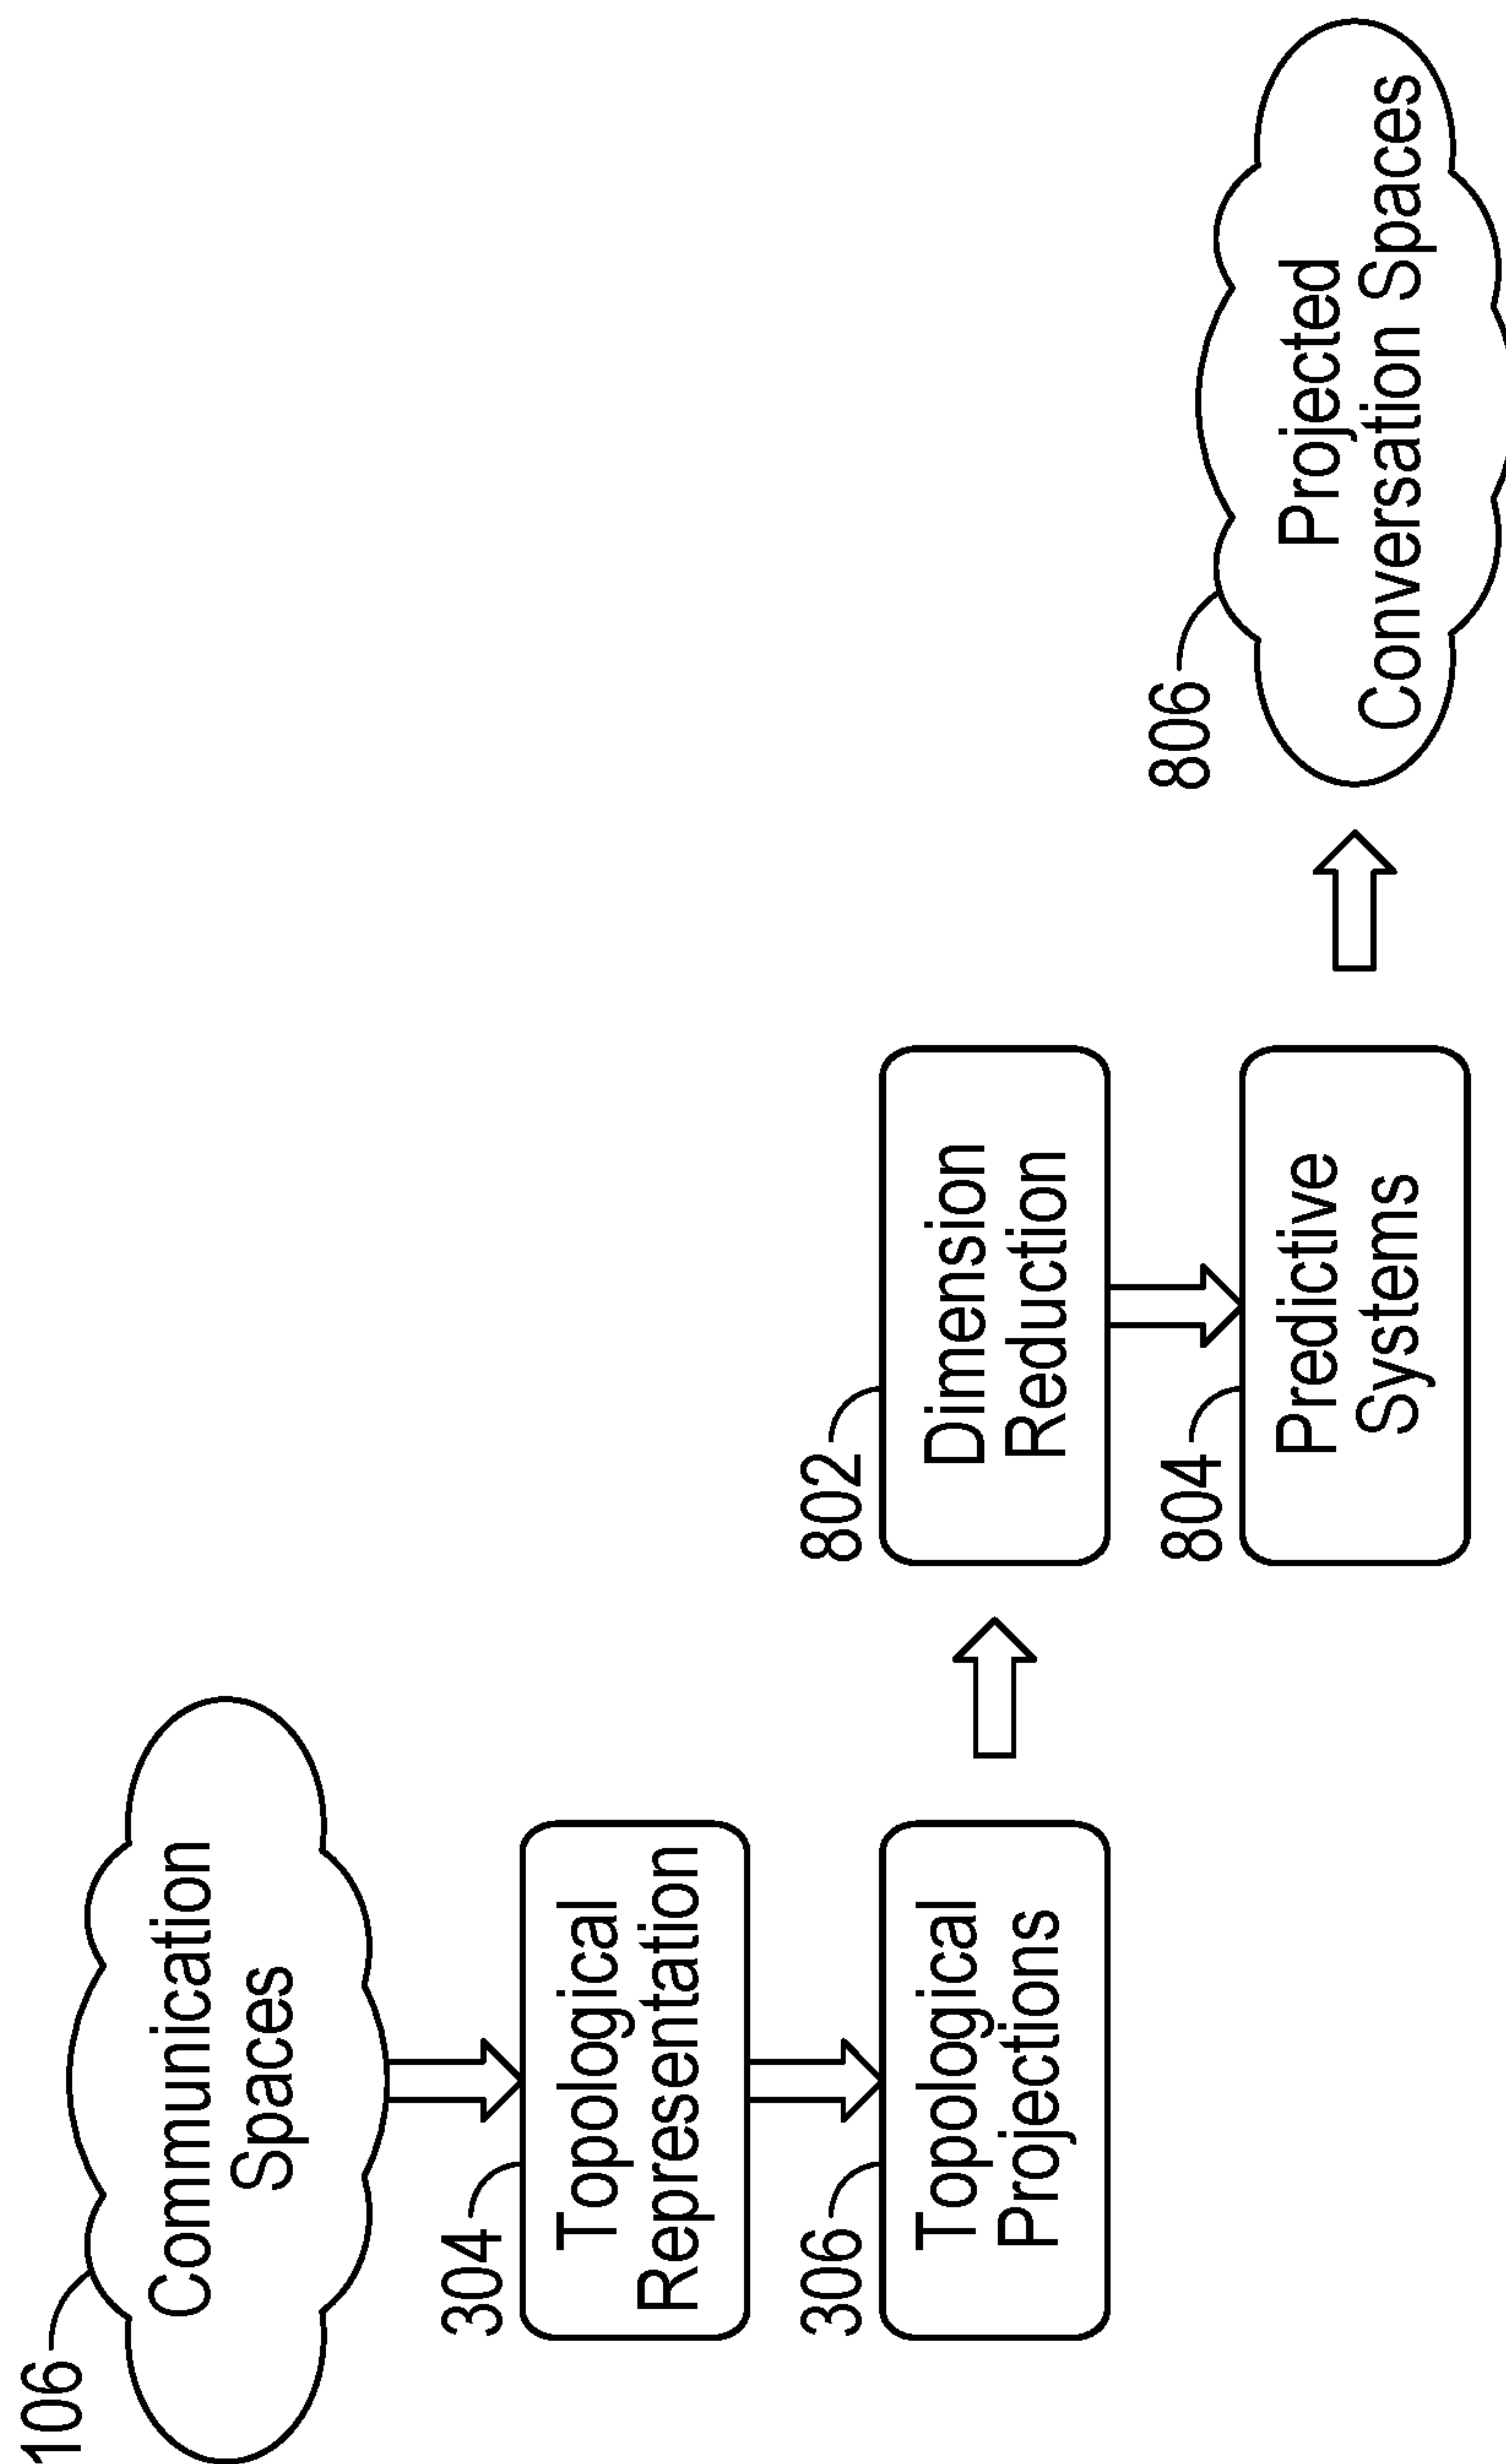 106
Communication
Spaces
304
Topological
Representation
306
Topological
Projections
802
Dimension
Reduction
804
Predictive
Systems
806
Projected
Conversation Spaces